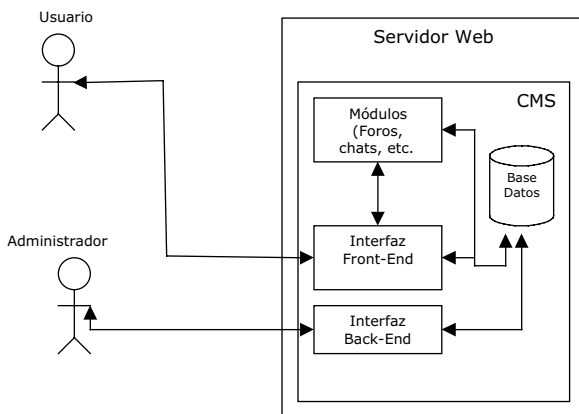 Usuario
Servidor Web
CMS
Módulos
(Foros,
chats, etc.
Base
Datos
Administrador
Interfaz
Front-End
Interfaz
Back-End